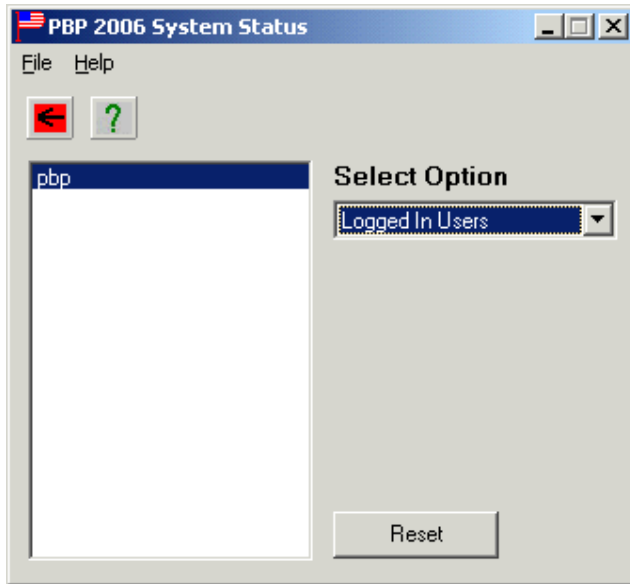 PBP 2006 System Status
File Help
?
pbp
Select Option
Logged In Users
Reset